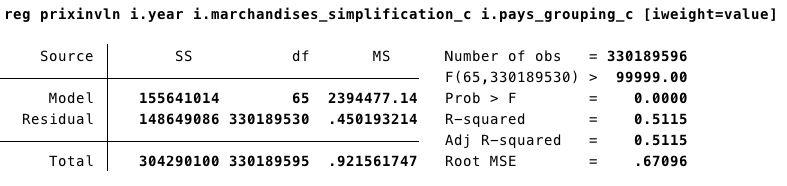 reg prixinvln i.year i.marchandises_simplification_c i.pays_grouping_c [iweight=value]
Source SS df MS Number of obs = 330189596
F(65,330189530) > 99999.00
Model 155641014 65 2394477.14 Prob > F = 0.0000
Residual 148649086 330189530 .450193214 R-squared = 0.5115
Adj R-squared = 0.5115
Total 304290100 330189595 .921561747 Root MSE = .67096